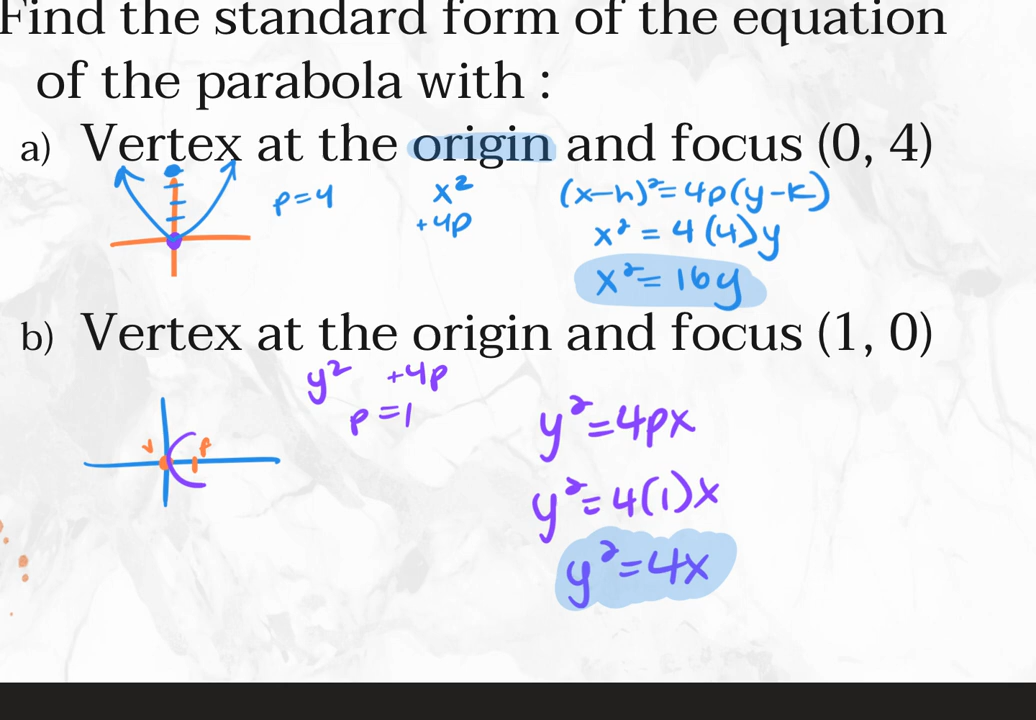 Find the standard form of the equation
of the parabola with :
a) Vertex at the origin and focus (0, 4)
p=4
x²
+4p
(x-h)²=4p(y-k)
x² = 4(4)y
x²= 16y
b) Vertex at the origin and focus (1, 0)
y² +4p
p=1
v
F
y²=4px
y²=4(1)x
y²=4x